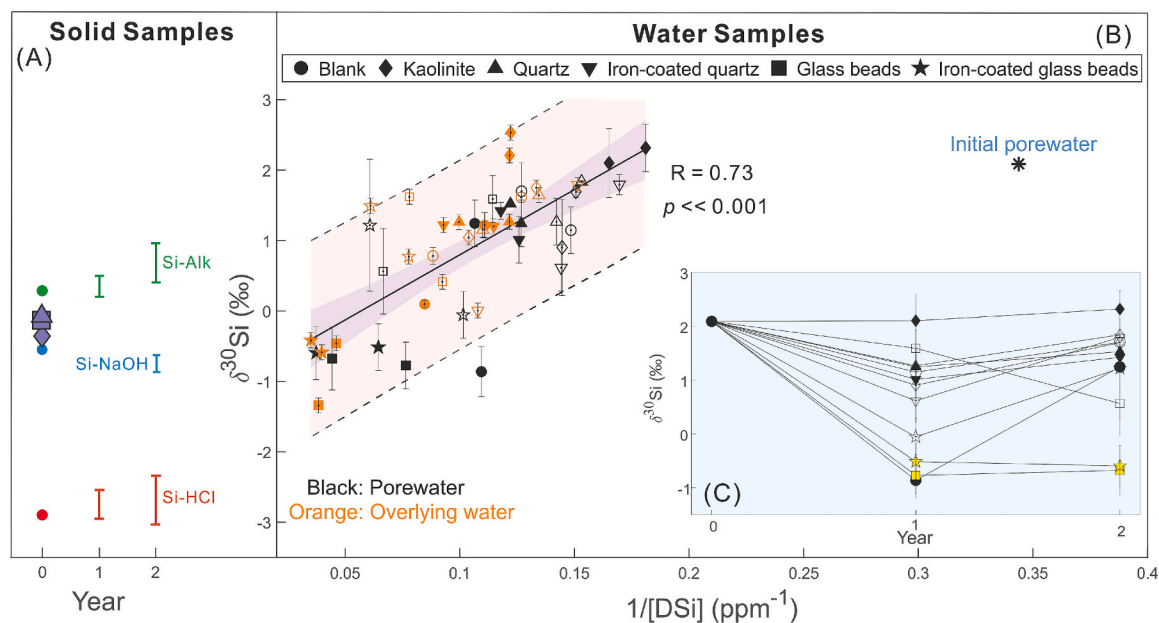 Solid Samples
(A)
Si-Alk
Si-NaOH
Si-HCl
0
1
2
Year
Water Samples
(B)
Blank Kaolinite Quartz Iron-coated quartz Glass beads Iron-coated glass beads
3
2
1
0
-1
-2
-3
δ³⁰Si (‰)
Initial porewater
R = 0.73
p << 0.001
Black: Porewater
Orange: Overlying water
0.05
0.1
0.15
0.2
0.25
0.3
0.35
0.4
1/[DSi] (ppm⁻¹)
3
2
1
0
-1
δ³⁰Si (‰)
(C)
0
1
2
Year